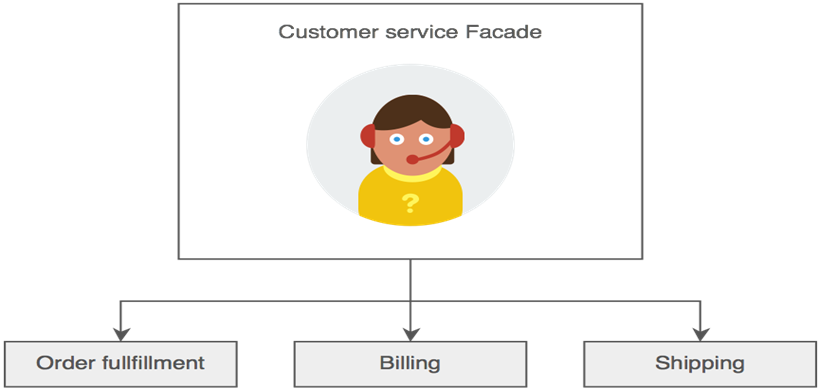 Customer service Facade
?
Order fullfillment
Billing
Shipping